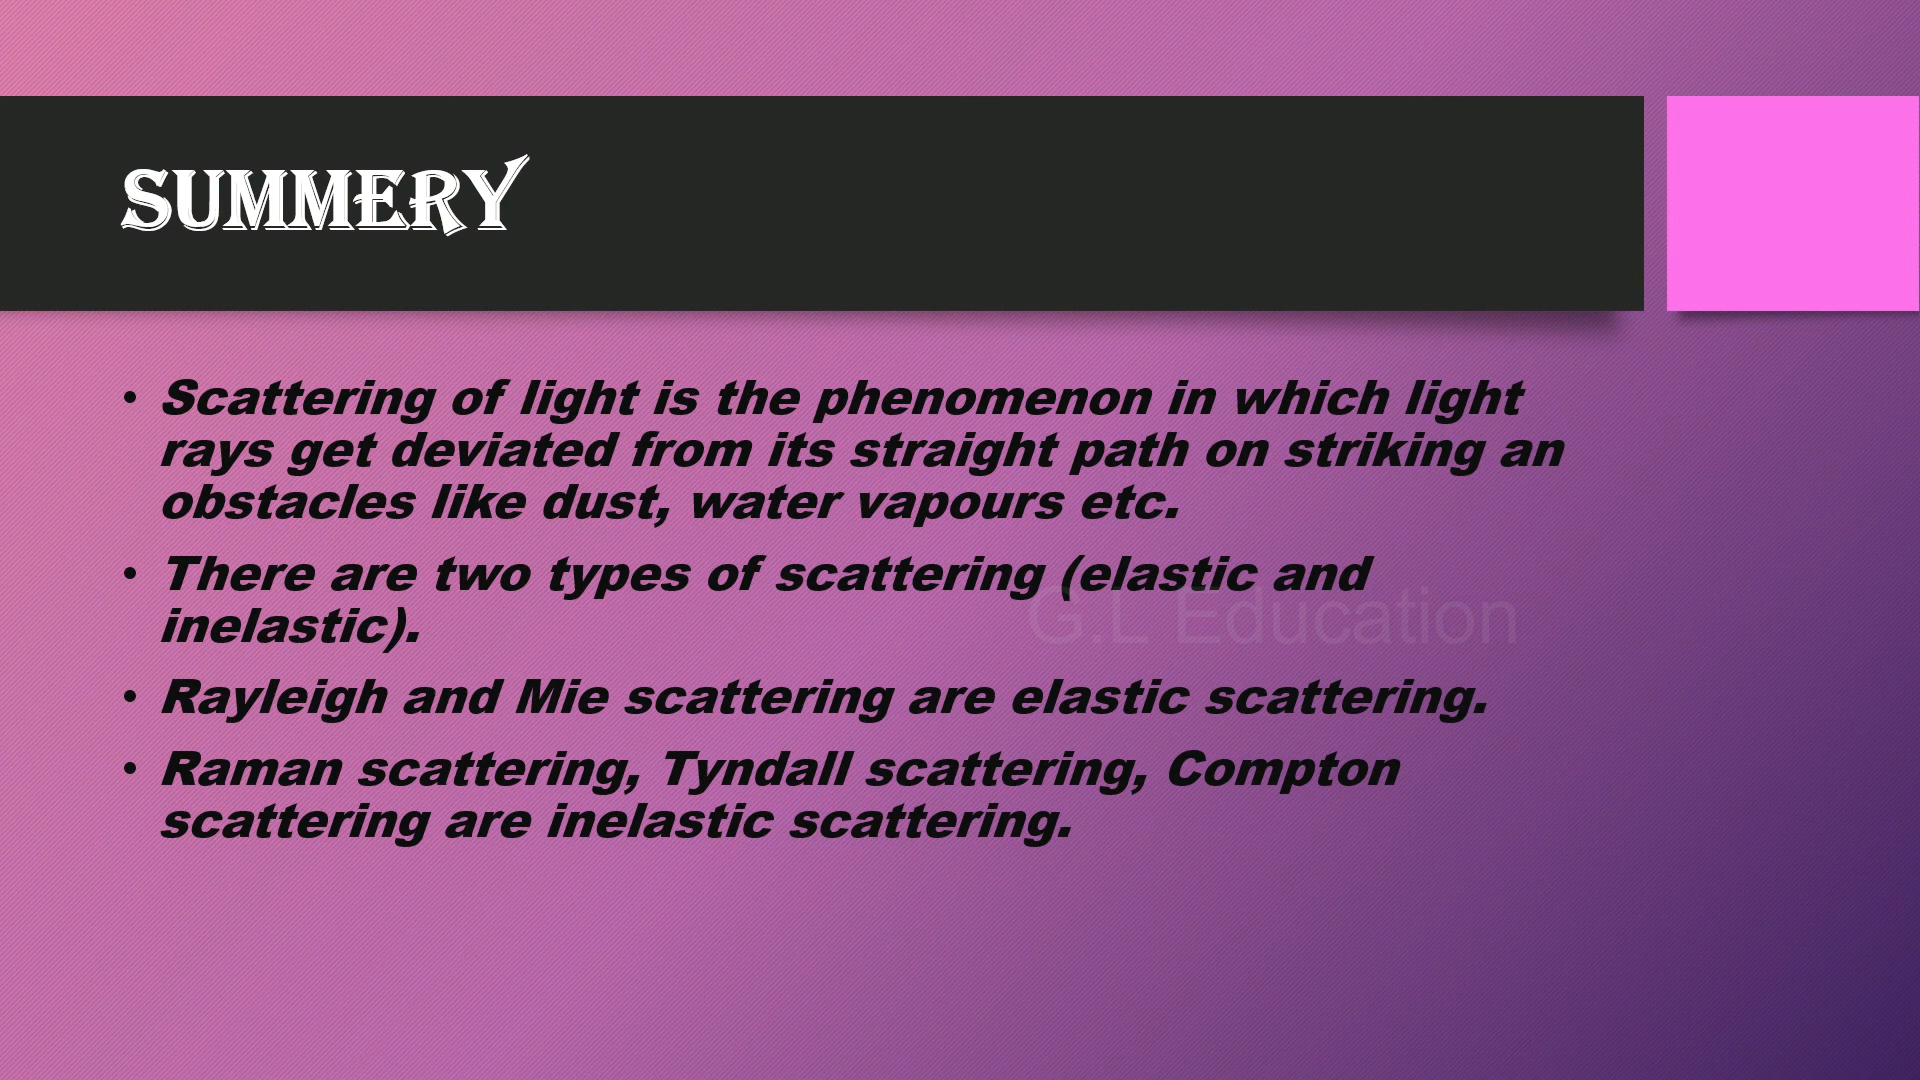 SUMMERY
• Scattering of light is the phenomenon in which light
rays get deviated from its straight path on striking an
obstacles like dust, water vapours etc.
• There are two types of scattering (elastic and
inelastic).
G.L Education
• Rayleigh and Mie scattering are elastic scattering.
• Raman scattering, Tyndall scattering, Compton
scattering are inelastic scattering.